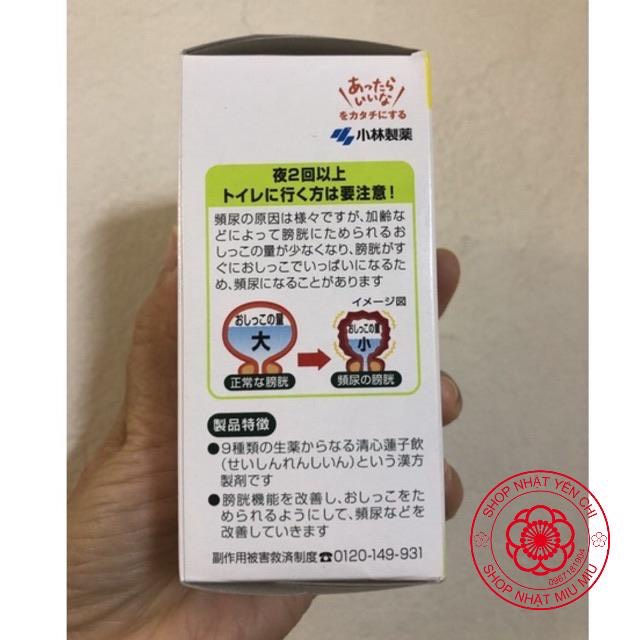 あったら
いいな
をカタチにする
小林製薬
夜2回以上
トイレに行く方は要注意!
頻尿の原因は様々ですが、加齢な
どによって膀胱にためられるお
しっこの量が少なくなり、膀胱がす
ぐにおしっこでいっぱいになるた
め、頻尿になることがあります
イメージ図
おしっこの量
大
正常な膀胱
おしっこの量
小
頻尿の膀胱
製品特徴
●9種類の生薬からなる清心蓮子飲
(せいしんれんしいん)という漢方
製剤です
●膀胱機能を改善し、おしっこをた
められるようにして、頻尿などを
改善していきます
副作用被害救済制度☎0120-149-931
SHOP NHẬT YÊN CHI
0967181904
SHOP NHẬT MIU MIU